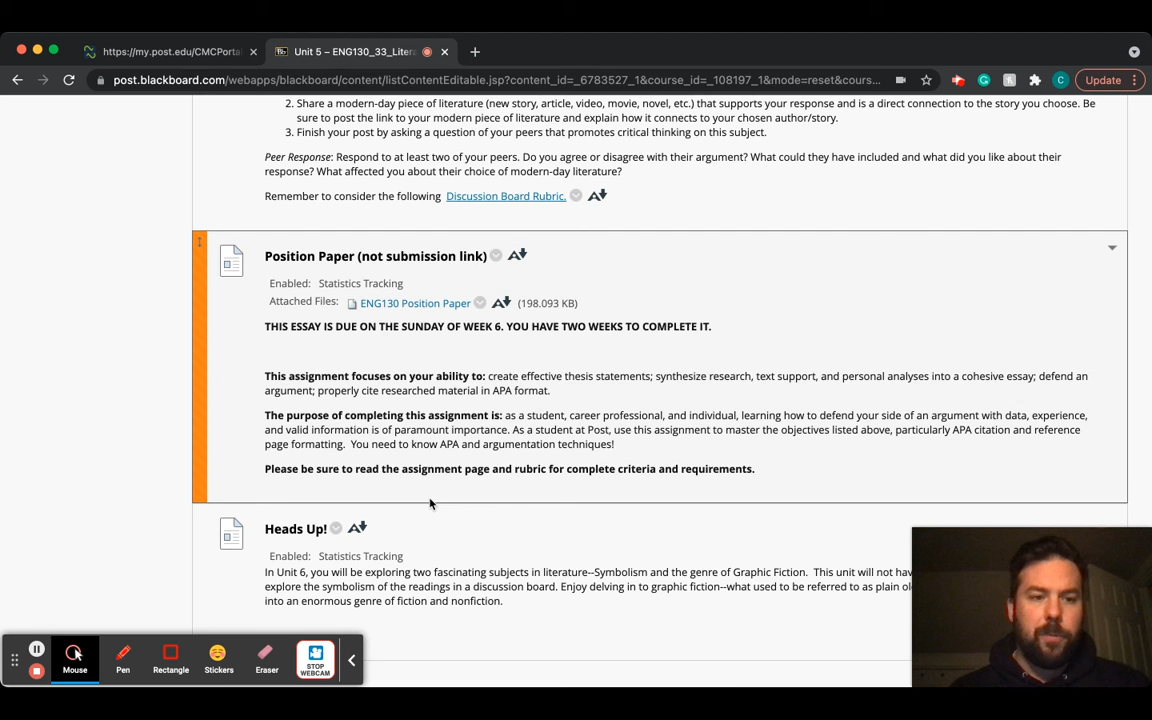 https://my.post.edu/CMCPorta
Unit 5 – ENG130_33_Liter
post.blackboard.com/webapps/blackboard/content/listContentEditable.jsp?content_id=_6783527_1&course_id=_108197_1&mode=reset&cours...
Update
2. Share a modern-day piece of literature (new story, article, video, movie, novel, etc.) that supports your response and is a direct connection to the story you choose. Be
sure to post the link to your modern piece of literature and explain how it connects to your chosen author/story.
3. Finish your post by asking a question of your peers that promotes critical thinking on this subject.
Peer Response: Respond to at least two of your peers. Do you agree or disagree with their argument? What could they have included and what did you like about their
response? What affected you about their choice of modern-day literature?
Remember to consider the following Discussion Board Rubric.
Position Paper (not submission link)
Enabled: Statistics Tracking
Attached Files: ENG130 Position Paper (198.093 KB)
THIS ESSAY IS DUE ON THE SUNDAY OF WEEK 6. YOU HAVE TWO WEEKS TO COMPLETE IT.
This assignment focuses on your ability to: create effective thesis statements; synthesize research, text support, and personal analyses into a cohesive essay; defend an
argument; properly cite researched material in APA format.
The purpose of completing this assignment is: as a student, career professional, and individual, learning how to defend your side of an argument with data, experience,
and valid information is of paramount importance. As a student at Post, use this assignment to master the objectives listed above, particularly APA citation and reference
page formatting. You need to know APA and argumentation techniques!
Please be sure to read the assignment page and rubric for complete criteria and requirements.
Heads Up!
Enabled: Statistics Tracking
In Unit 6, you will be exploring two fascinating subjects in literature--Symbolism and the genre of Graphic Fiction. This unit will not hav
explore the symbolism of the readings in a discussion board. Enjoy delving in to graphic fiction--what used to be referred to as plain ol
into an enormous genre of fiction and nonfiction.
Mouse
Pen
Rectangle
Stickers
Eraser
STOP
WEBCAM